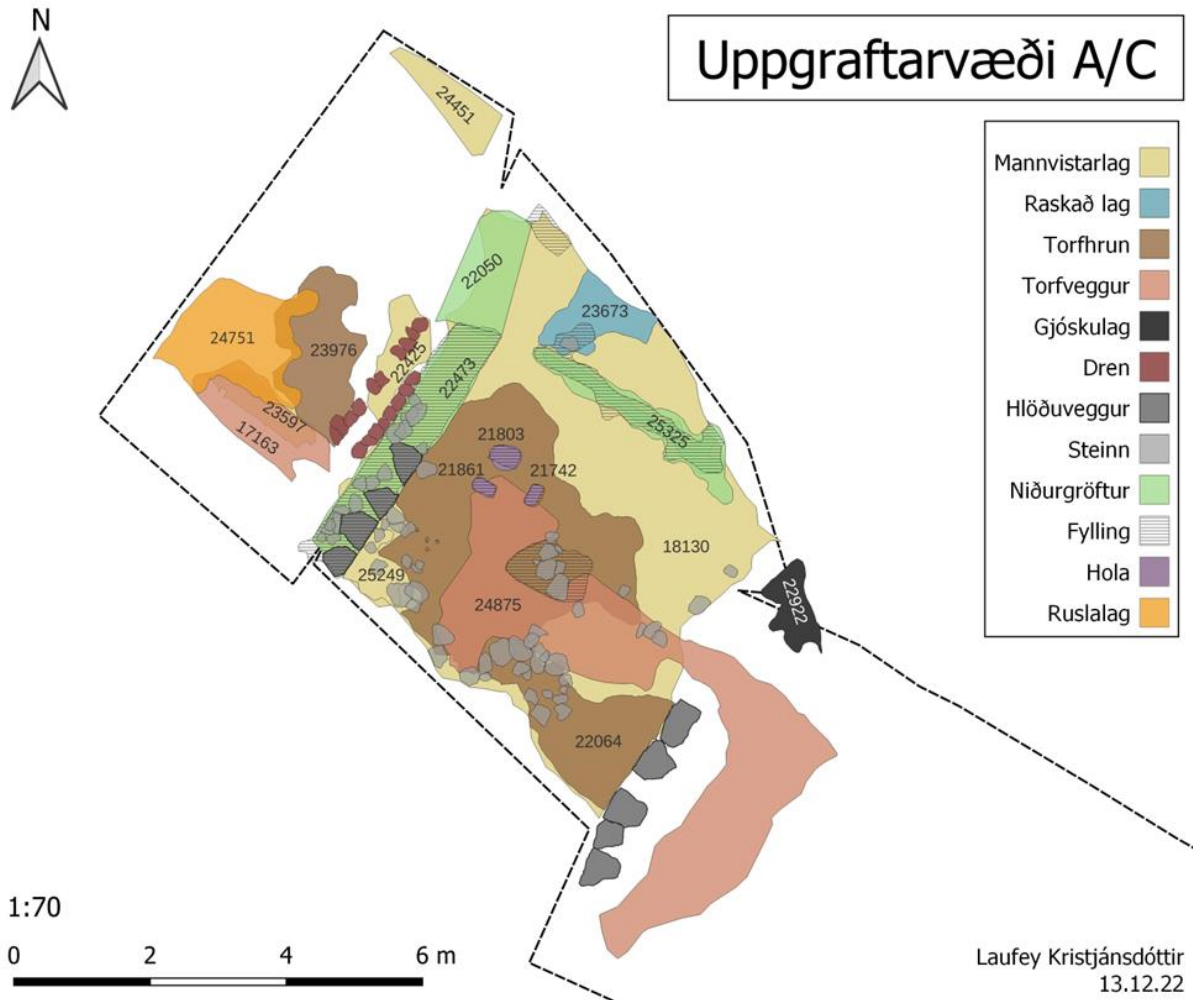 N
Uppgraftarvæði A/C
Mannvistarlag
Raskað lag
Torfhrun
Torfveggur
Gjóskulag
Dren
Hlöðuveggur
Steinn
Niðurgröftur
Fylling
Hola
Ruslalag
24451
22050
24751
23976
23673
22425
22473
23597
17163
25325
21803
21861
21742
18130
25249
24875
22922
22064
1:70
0 2 4 6 m
Laufey Kristjánsdóttir
13.12.22